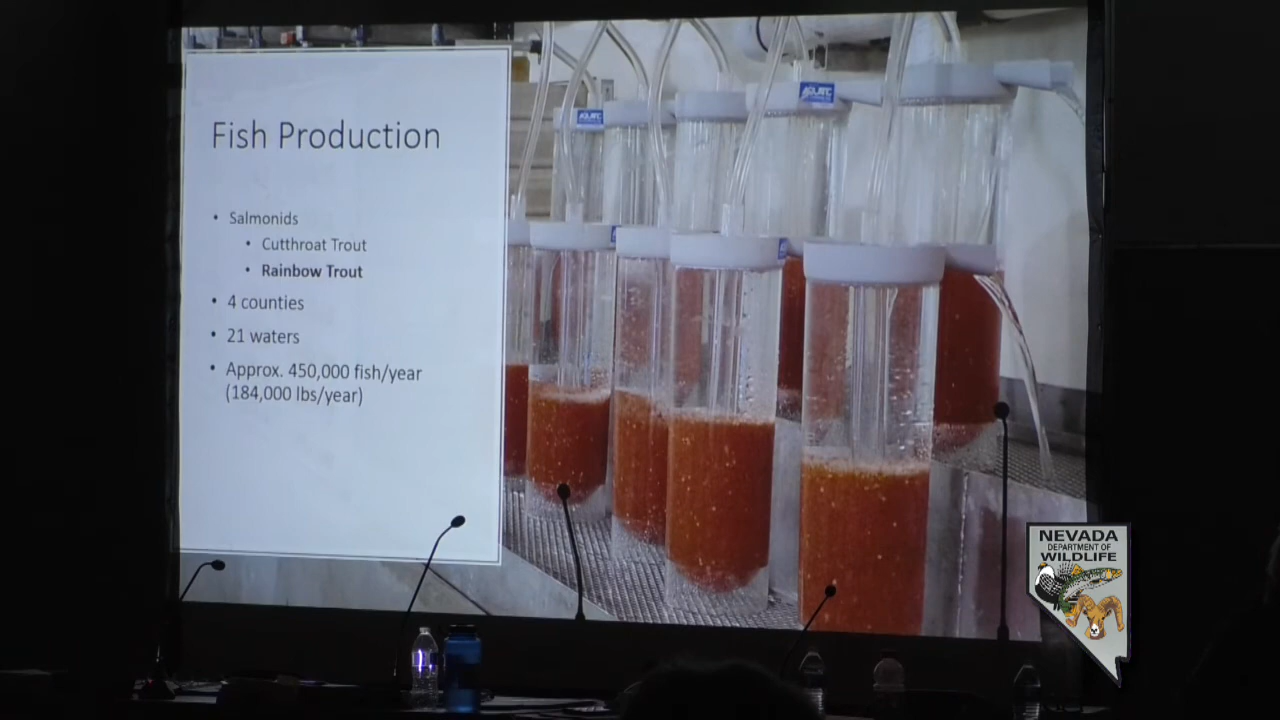 Fish Production
• Salmonids
• Cutthroat Trout
• Rainbow Trout
• 4 counties
• 21 waters
• Approx. 450,000 fish/year
(184,000 lbs/year)
NEVADA
DEPARTMENT OF
WILDLIFE